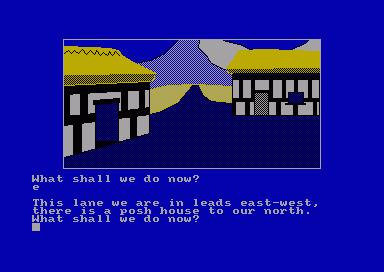 What shall we do now?
e
This lane we are in leads east-west,
there is a posh house to our north.
What shall we do now?